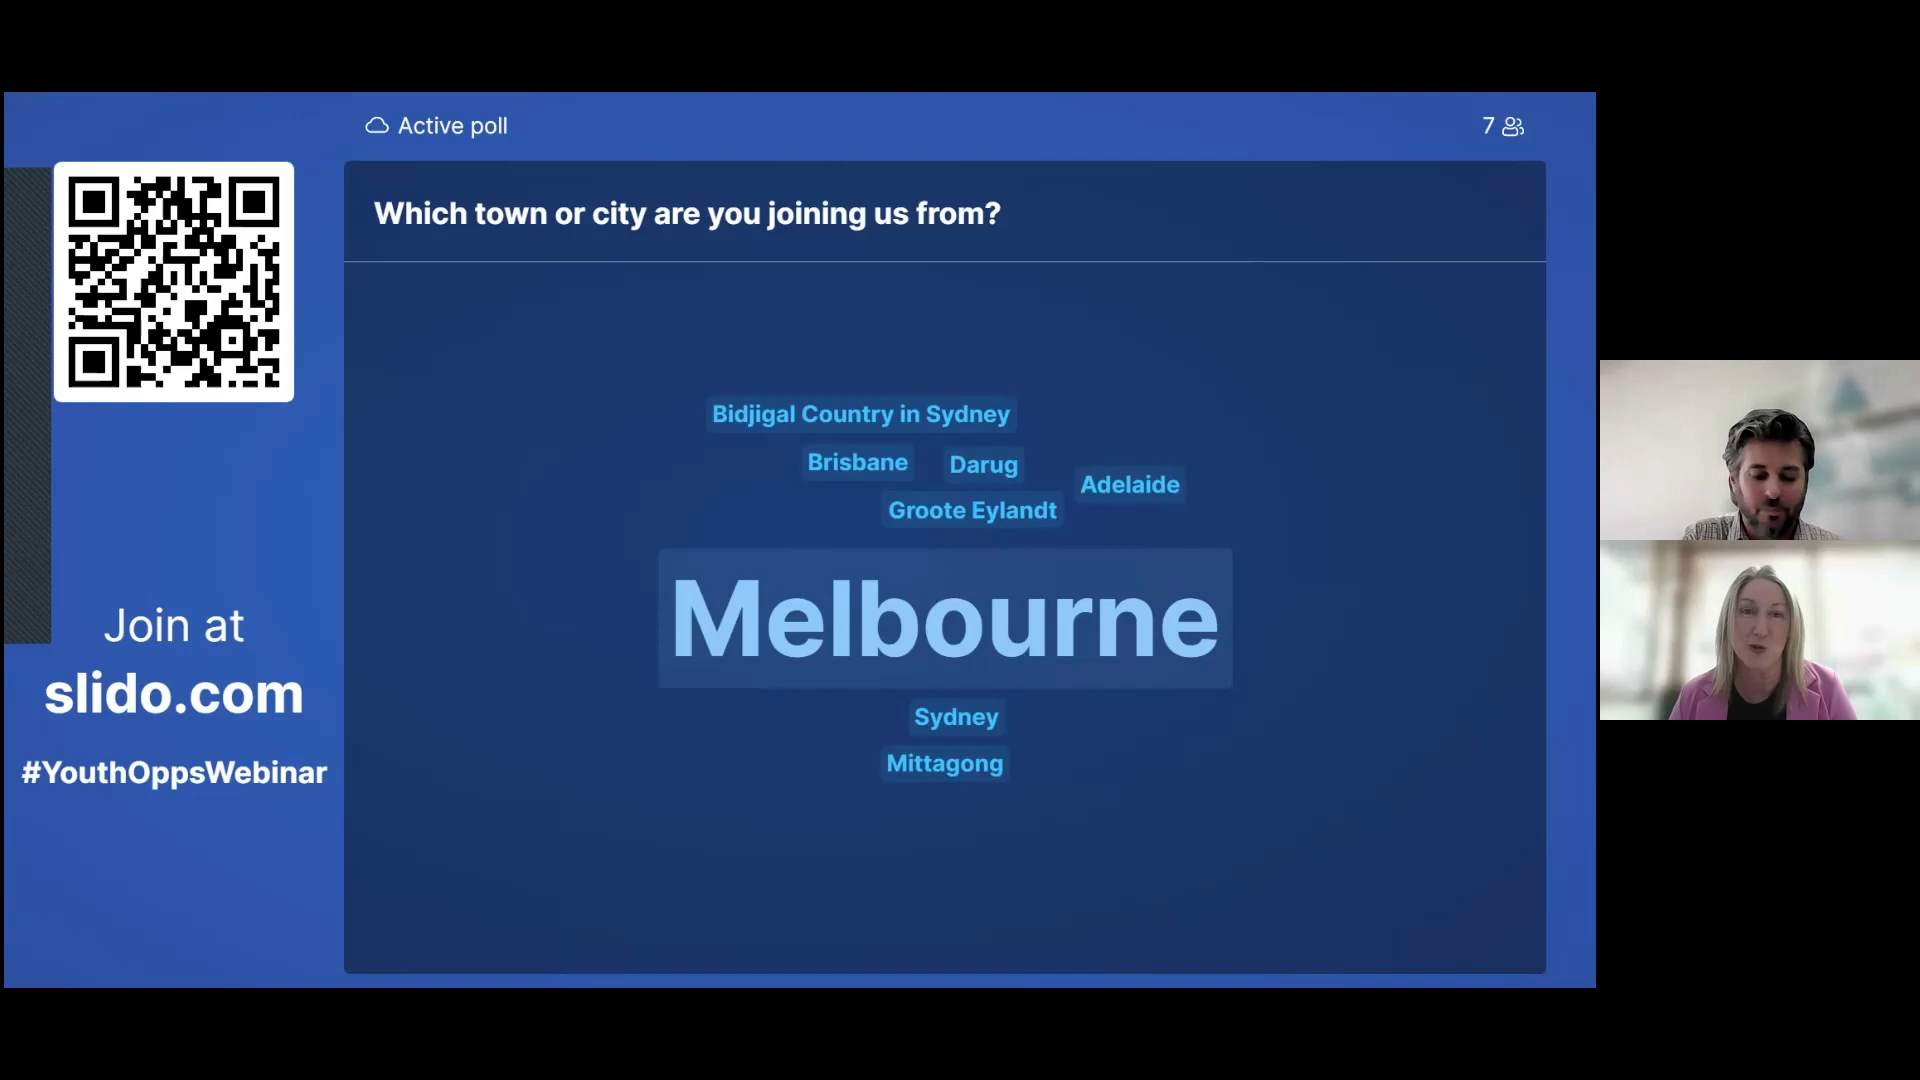 Active poll
7
Which town or city are you joining us from?
Bidjigal Country in Sydney
Brisbane
Darug
Adelaide
Groote Eylandt
Melbourne
Sydney
Mittagong
Join at
slido.com
#YouthOppsWebinar